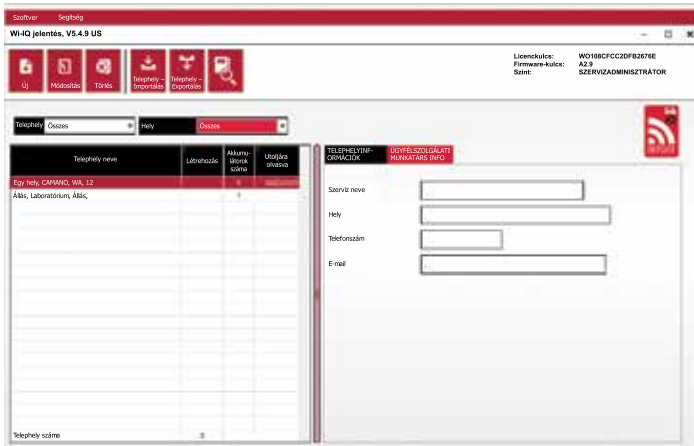 Szoftver Segítség
Wi-IQ jelentés, V5.4.9 US
Új
Módosítás
Törlés
Telephely –
Importálás
Telephely –
Exportálás
Licenckulcs: WO108CFCC2DFB2676E
Firmware-kulcs: A2.9
Szint: SZERVIZADMINISZTRÁTOR
Telephely Összes Hely Összes
Telephely neve
Létrehozás
Akkumu-
látorok
száma
Utoljára
olvasva
Egy hely, CAMANO, WA, 12
Állás, Laboratórium, Állás,
Telephely száma
TELEPHELYINF-
ORMÁCIÓK
ÜGYFÉLSZOLGÁLATI
MUNKATÁRS INFO
Szerviz neve
Hely
Telefonszám
E-mail